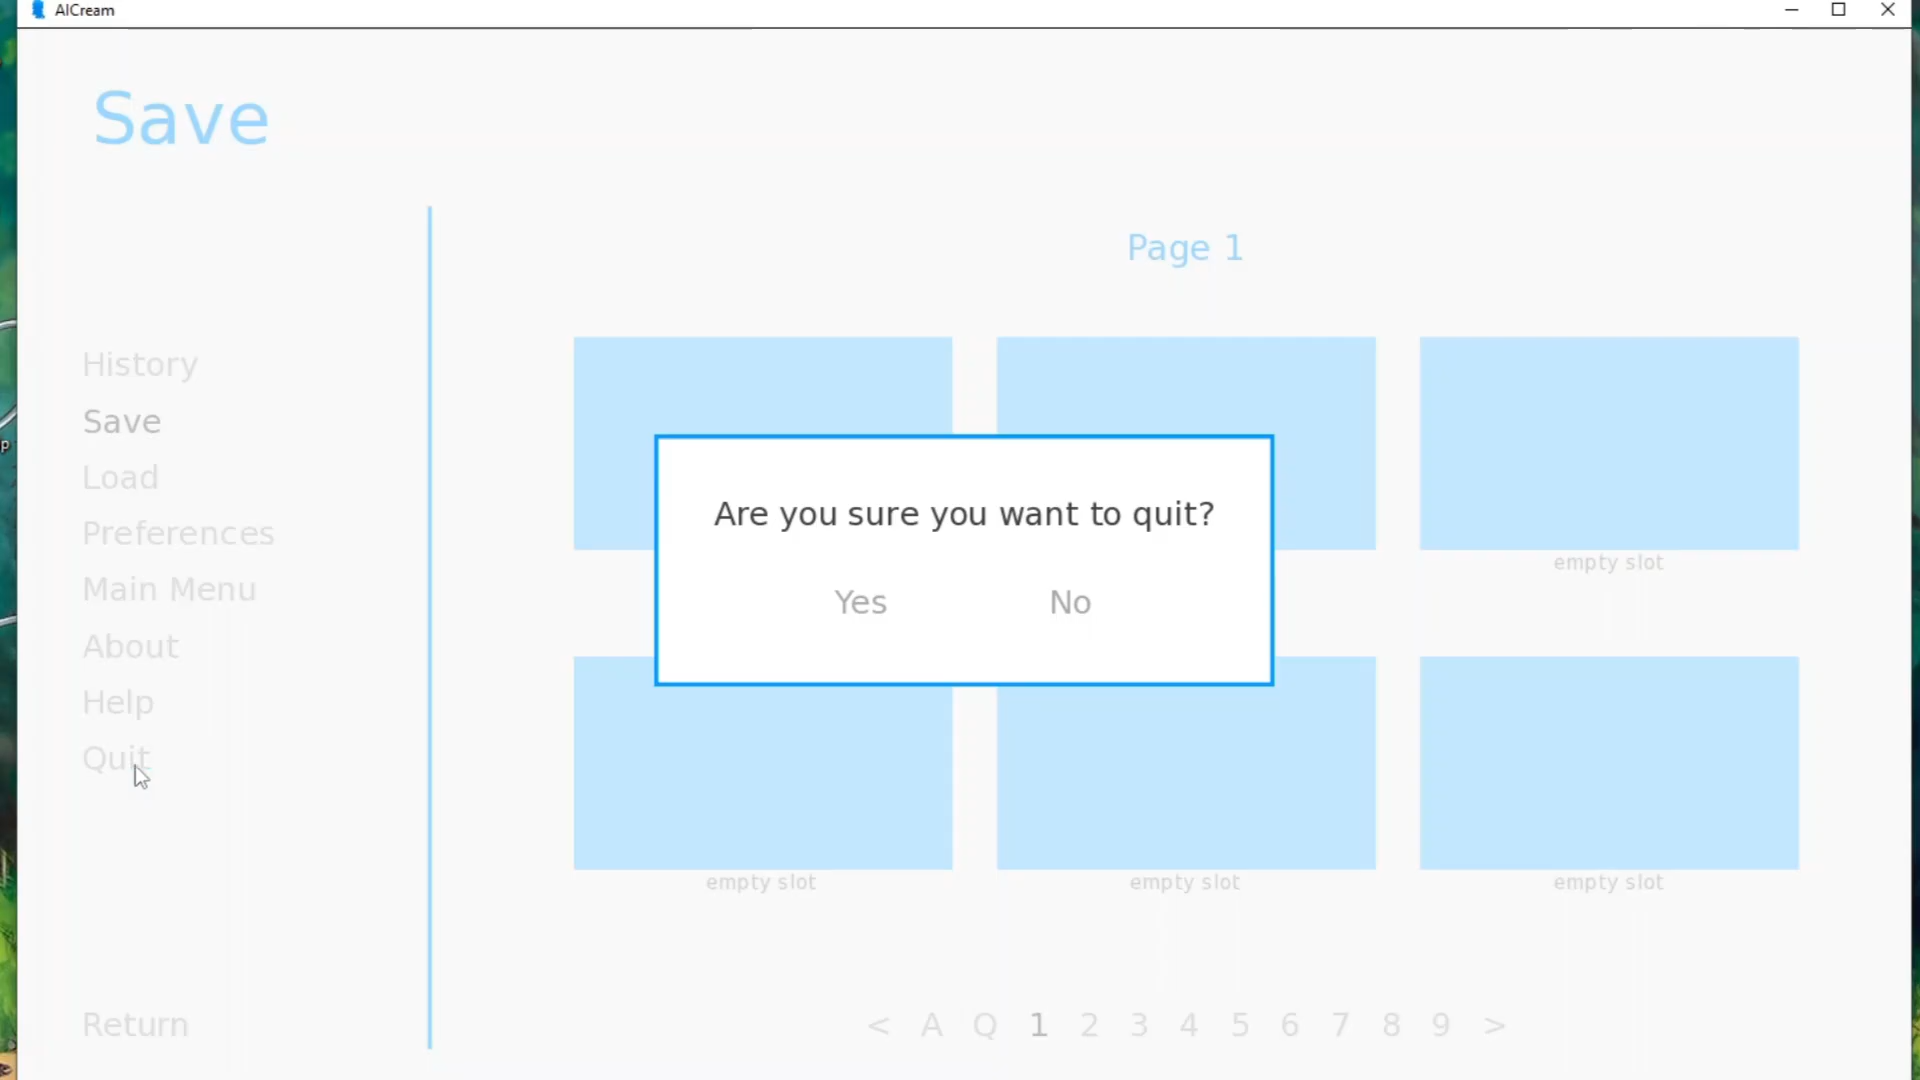 AICream
Save
Page 1
History
Save
Load
Preferences
Main Menu
About
Help
Quit
Return
Are you sure you want to quit?
Yes No
empty slot
empty slot empty slot empty slot
< A Q 1 2 3 4 5 6 7 8 9 >
p